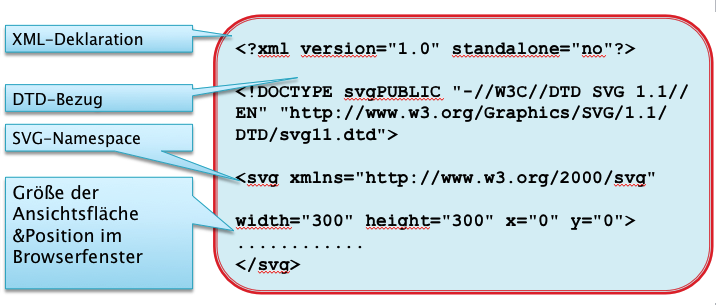 XML-Deklaration
<?xml version="1.0" standalone="no"?>
DTD-Bezug
<!DOCTYPE svgPUBLIC "-//W3C//DTD SVG 1.1//
EN" "http://www.w3.org/Graphics/SVG/1.1/
DTD/svg11.dtd">
SVG-Namespace
<svg xmlns="http://www.w3.org/2000/svg"
Größe der
Ansichtsfläche
&Position im
Browserfenster
width="300" height="300" x="0" y="0">
............
</svg>